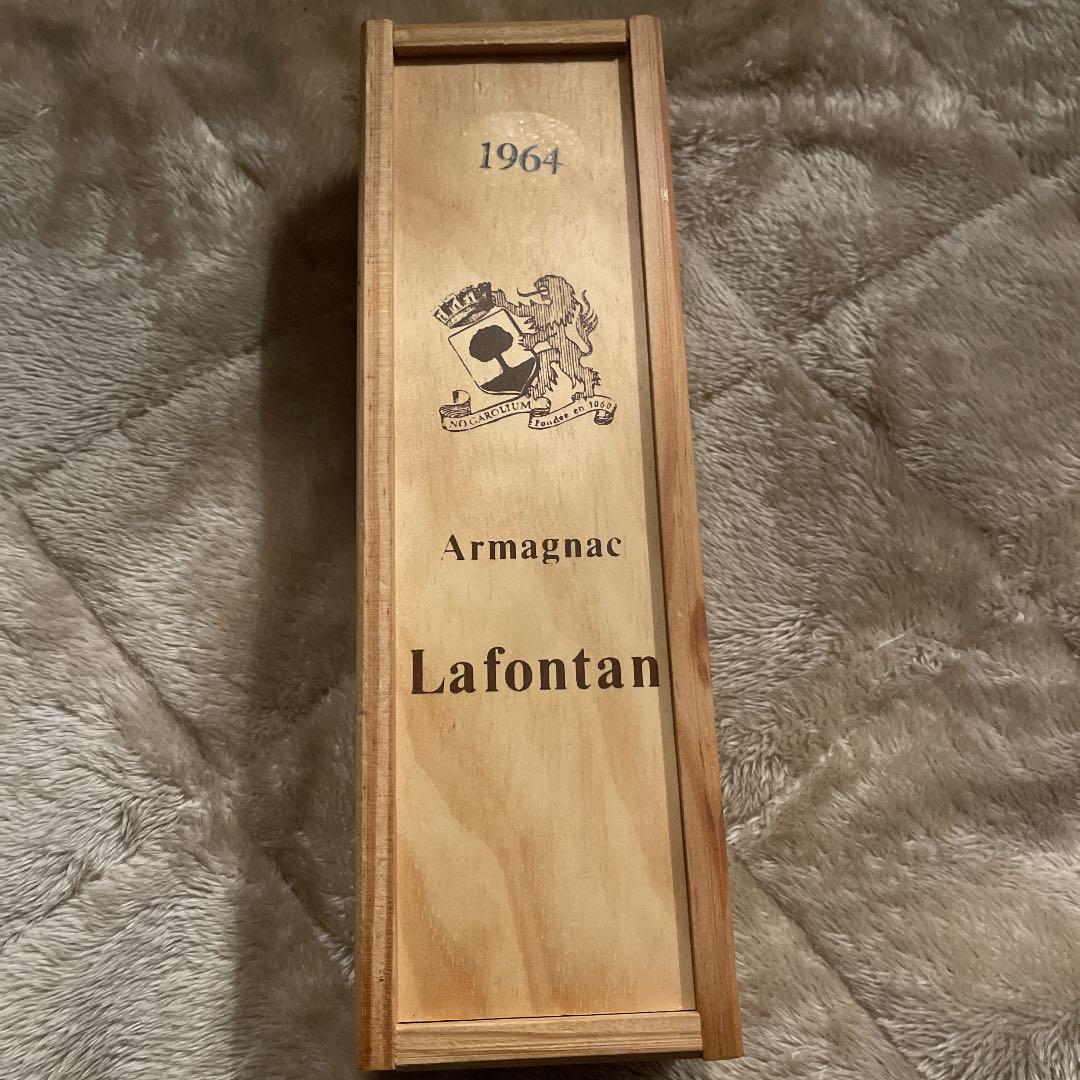 1964
NOGAROLIUM
Fondée en 1060
Armagnac
Lafontan